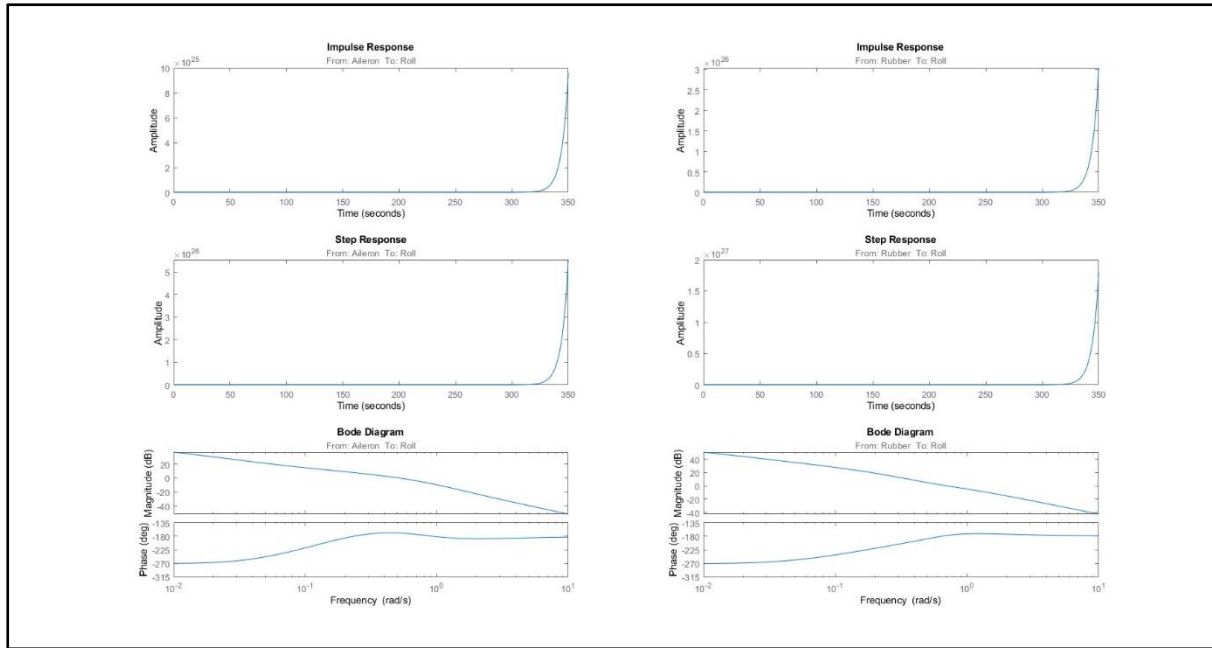 Impulse Response
From: Aileron To: Roll
× 10^25
10
8
6
4
2
0
Amplitude
0 50 100 150 200 250 300 350
Time (seconds)
Impulse Response
From: Rubber To: Roll
× 10^26
3
2.5
2
1.5
1
0.5
0
Amplitude
0 50 100 150 200 250 300 350
Time (seconds)
Step Response
From: Aileron To: Roll
× 10^26
5
4
3
2
1
0
Amplitude
0 50 100 150 200 250 300 350
Time (seconds)
Step Response
From: Rubber To: Roll
× 10^27
2
1.5
1
0.5
0
Amplitude
0 50 100 150 200 250 300 350
Time (seconds)
Bode Diagram
From: Aileron To: Roll
20
0
-20
-40
Magnitude (dB)
-135
-180
-225
-270
-315
Phase (deg)
10^-2 10^-1 10^0 10^1
Frequency (rad/s)
Bode Diagram
From: Rubber To: Roll
40
20
0
-20
-40
Magnitude (dB)
-135
-180
-225
-270
-315
Phase (deg)
10^-2 10^-1 10^0 10^1
Frequency (rad/s)